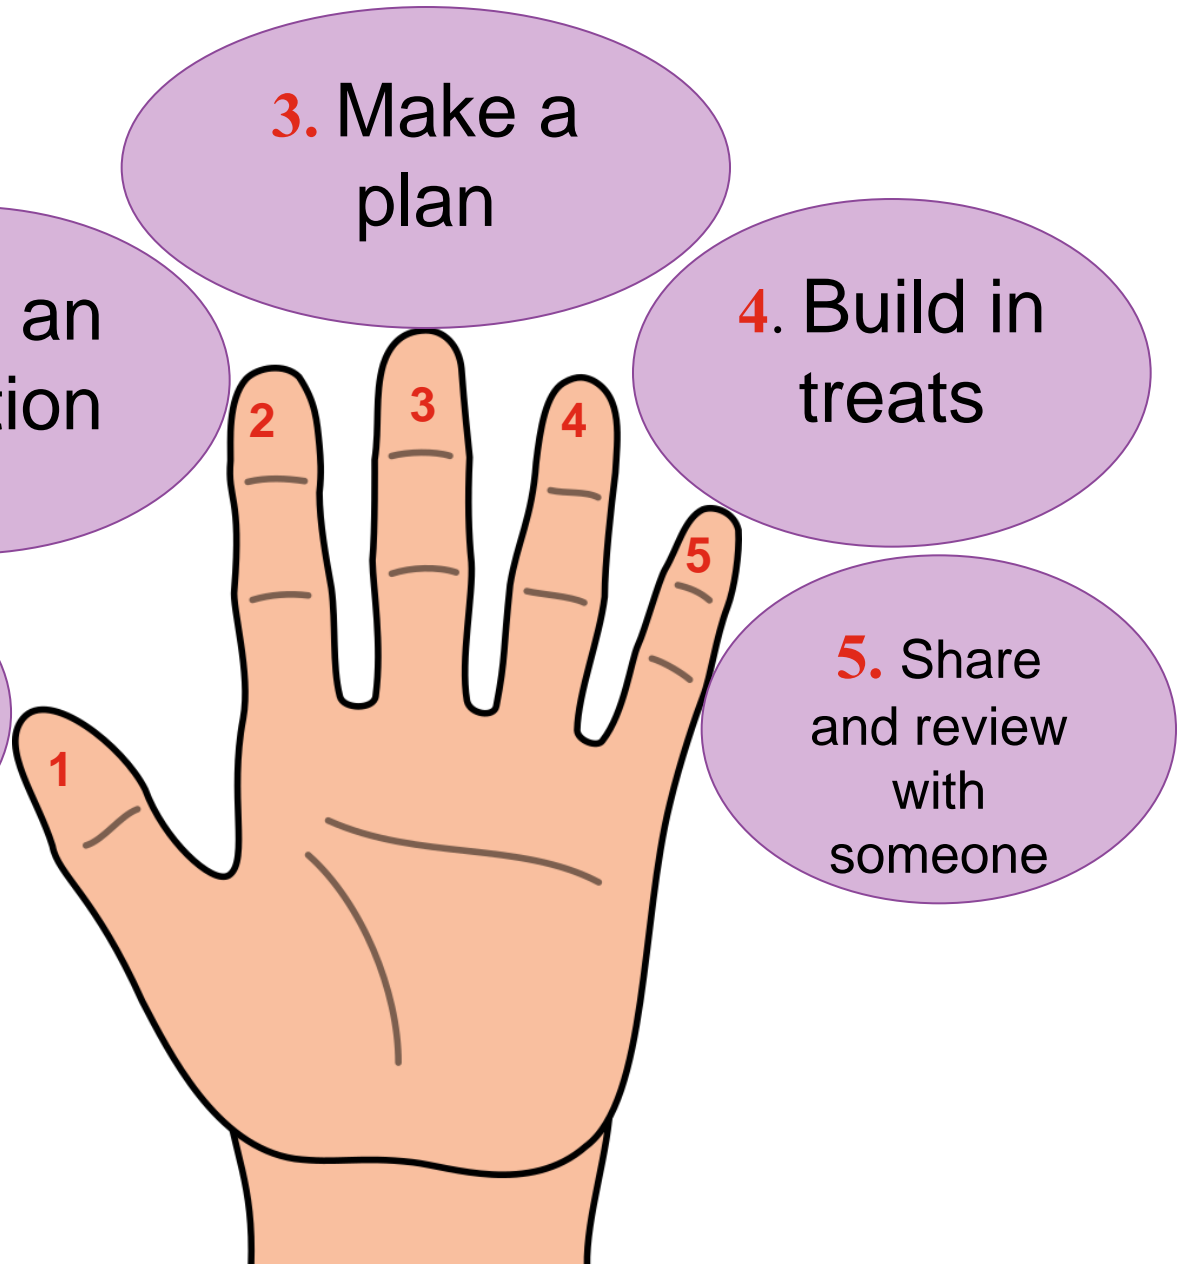 3. Make a
plan
an
4. Build in
treats
2
3
4
5
1
5. Share
and review
with
someone